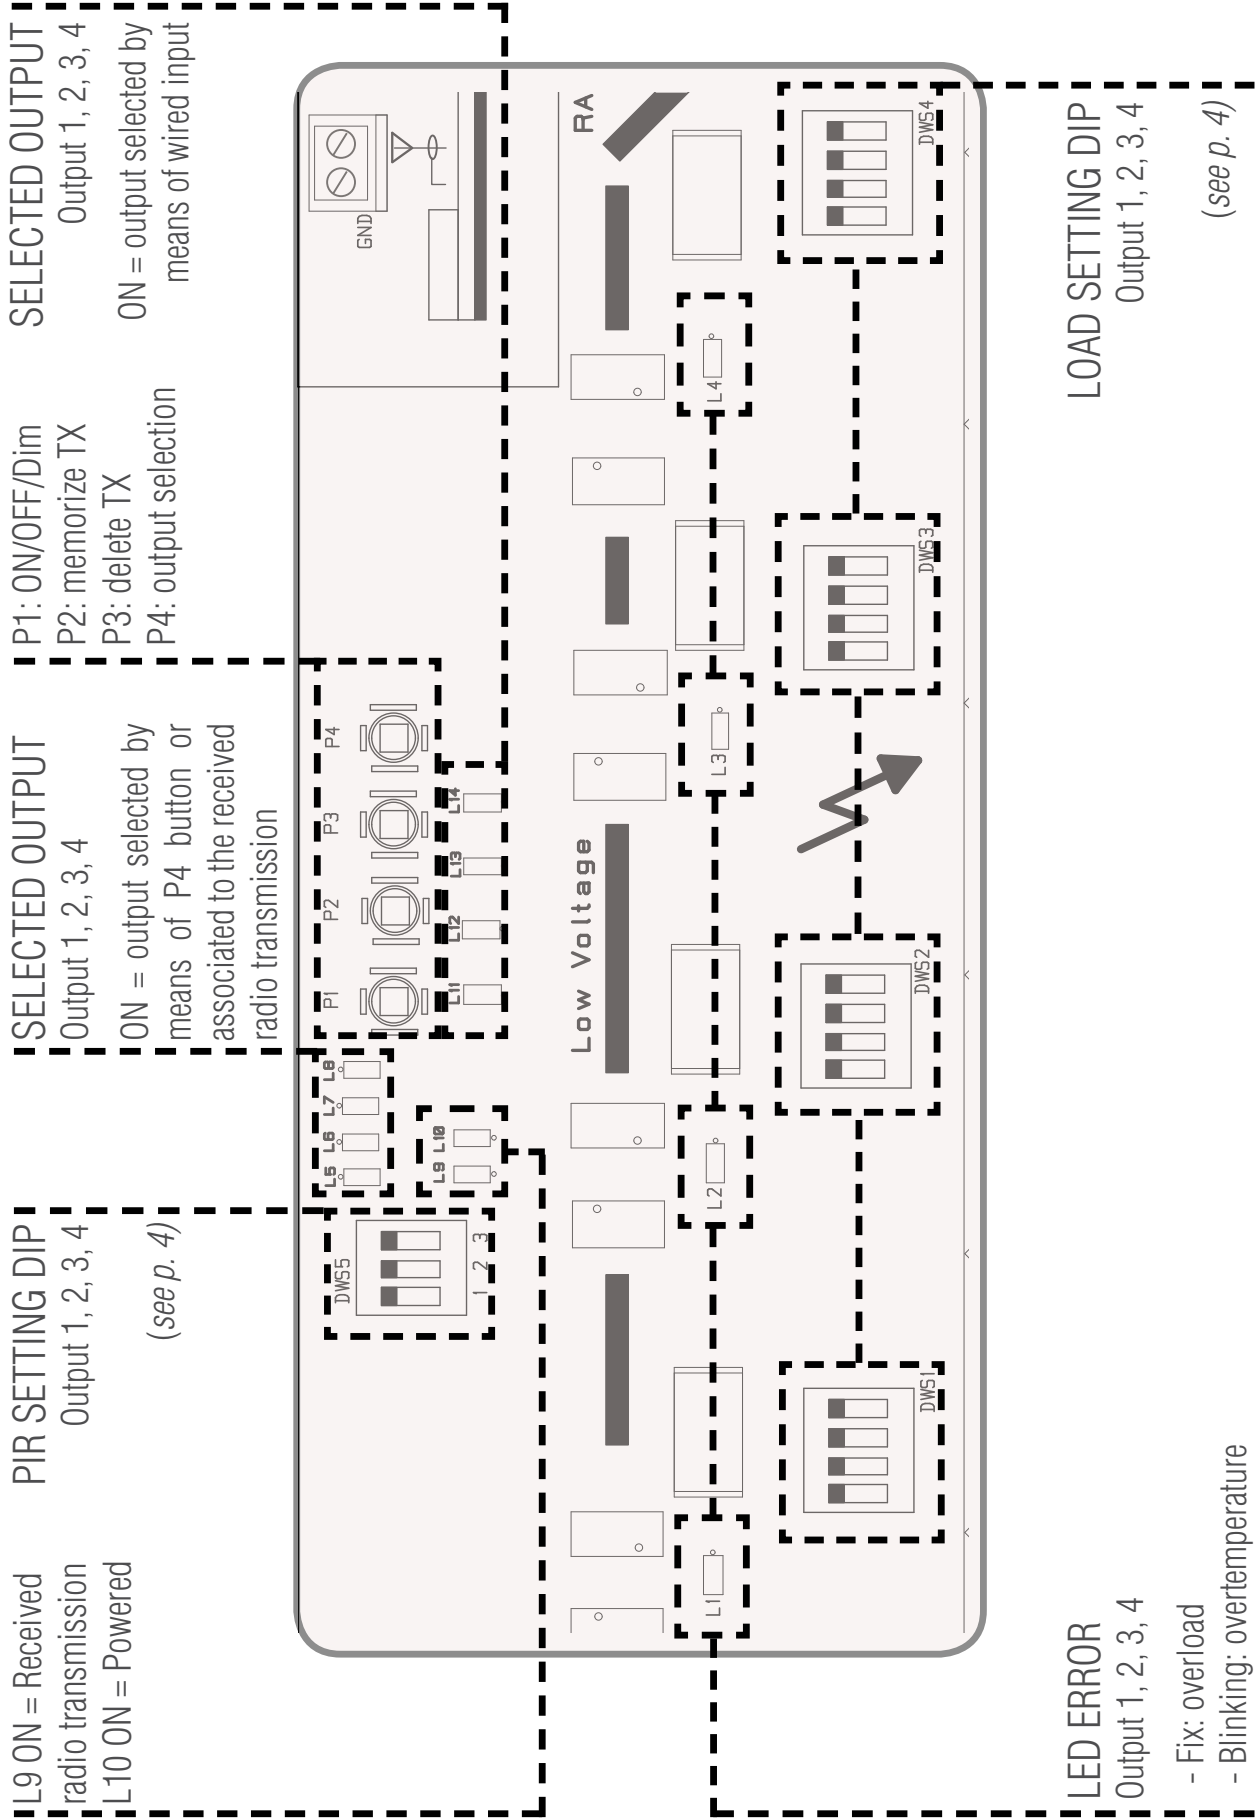 L9 ON = Received
radio transmission
L10 ON = Powered
PIR SETTING DIP
Output 1, 2, 3, 4
(see p. 4)
SELECTED OUTPUT
Output 1, 2, 3, 4
ON = output selected by
means of P4 button or
associated to the received
radio transmission
P1: ON/OFF/Dim
P2: memorize TX
P3: delete TX
P4: output selection
SELECTED OUTPUT
Output 1, 2, 3, 4
ON = output selected by
means of wired input
DWS5
1 2 3
L5 L6 L7 L8
L9 L10
P1 P2 P3 P4
L11 L12 L13 L14
GND
Low Voltage
RA
L1
L2
L3
L4
DWS1
DWS2
DWS3
DWS4
LED ERROR
Output 1, 2, 3, 4
- Fix: overload
- Blinking: overtemperature
LOAD SETTING DIP
Output 1, 2, 3, 4
(see p. 4)